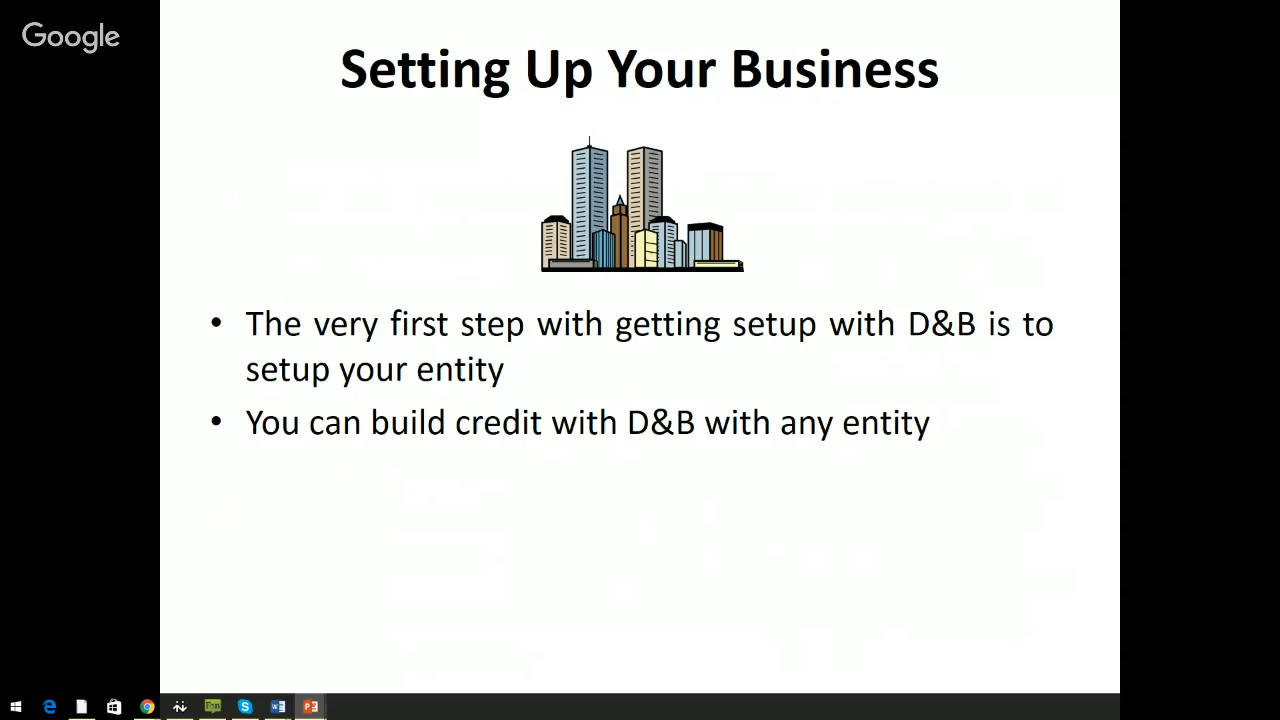 Google
Setting Up Your Business
• The very first step with getting setup with D&B is to
setup your entity
• You can build credit with D&B with any entity